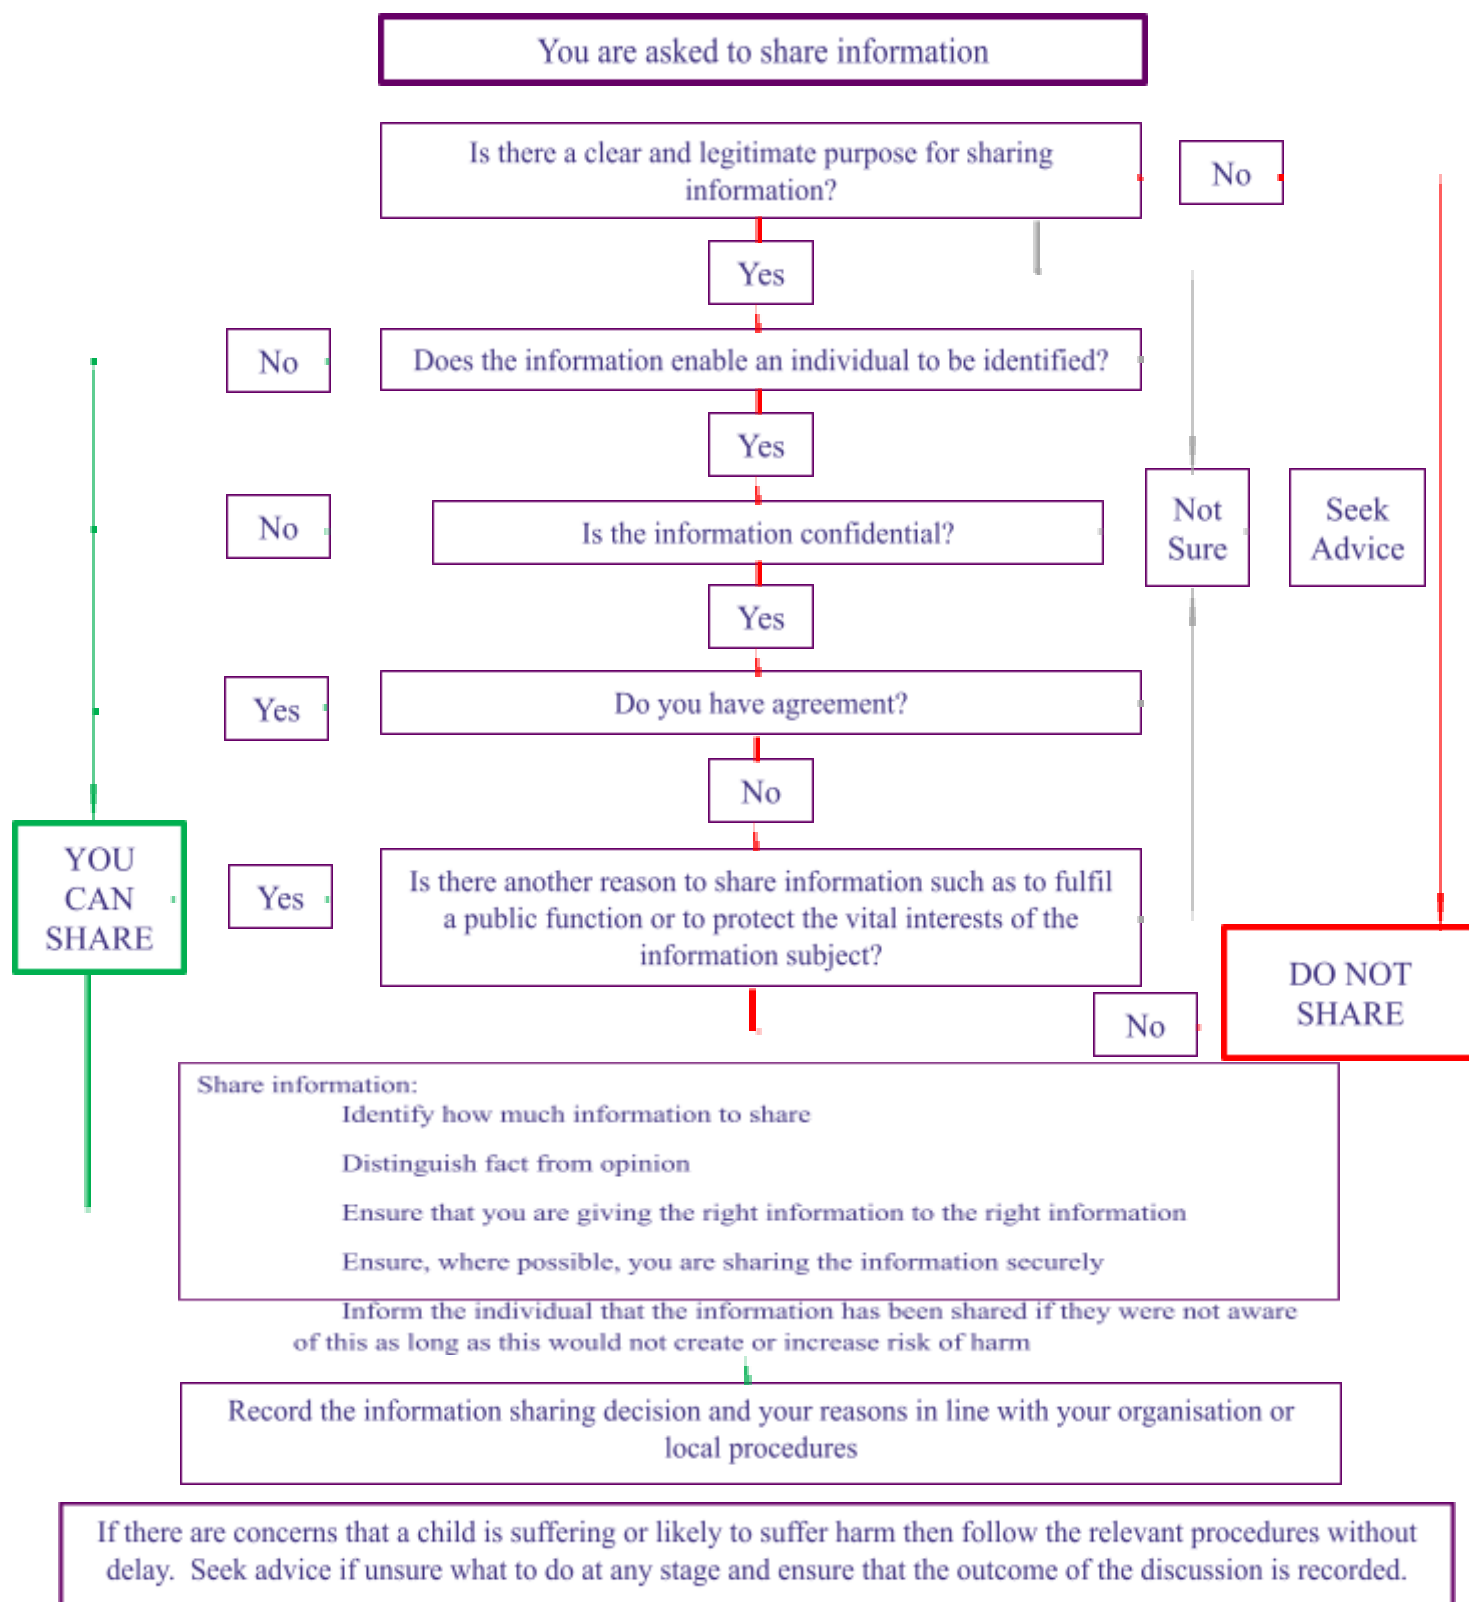 You are asked to share information
Is there a clear and legitimate purpose for sharing
information?
No
Yes
No
Does the information enable an individual to be identified?
Yes
No
Is the information confidential?
Not
Sure
Seek
Advice
Yes
Yes
Do you have agreement?
No
YOU
CAN
SHARE
Yes
Is there another reason to share information such as to fulfil
a public function or to protect the vital interests of the
information subject?
No
DO NOT
SHARE
Share information:
Identify how much information to share
Distinguish fact from opinion
Ensure that you are giving the right information to the right information
Ensure, where possible, you are sharing the information securely
Inform the individual that the information has been shared if they were not aware
of this as long as this would not create or increase risk of harm
Record the information sharing decision and your reasons in line with your organisation or
local procedures
If there are concerns that a child is suffering or likely to suffer harm then follow the relevant procedures without
delay.  Seek advice if unsure what to do at any stage and ensure that the outcome of the discussion is recorded.